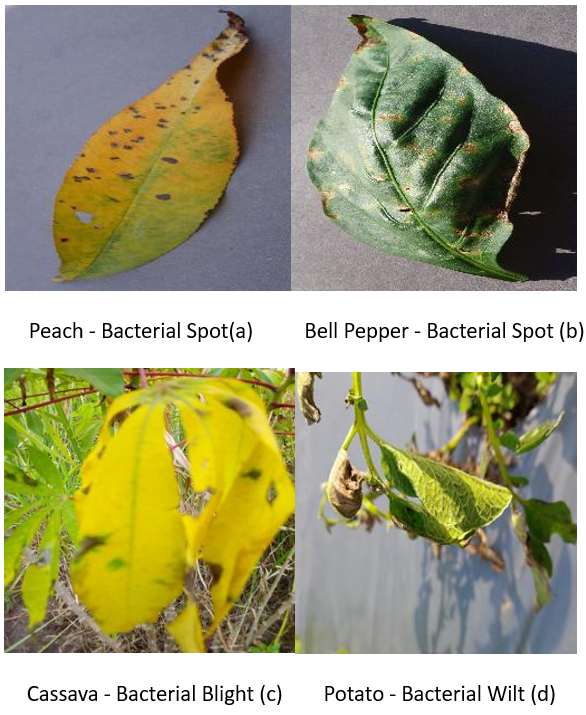 Peach - Bacterial Spot(a)
Bell Pepper - Bacterial Spot (b)
Cassava - Bacterial Blight (c)
Potato - Bacterial Wilt (d)